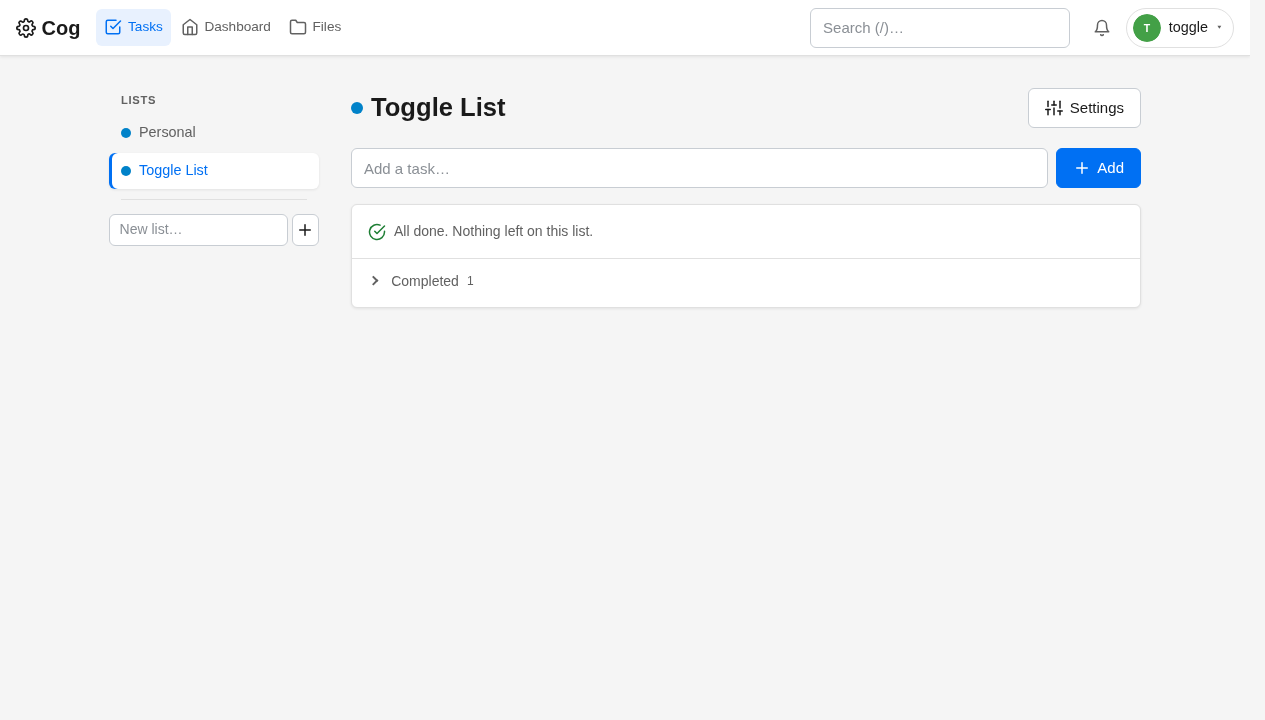 Cog
Tasks
Dashboard
Files
Search (/)…
T
toggle
LISTS
Personal
Toggle List
New list…
Toggle List
Settings
Add a task…
Add
All done. Nothing left on this list.
Completed 1